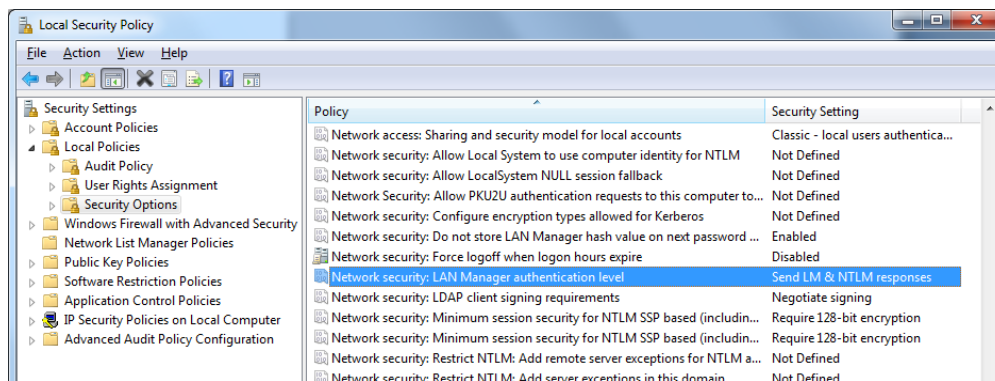 Local Security Policy
File Action View Help
Security Settings
Account Policies
Local Policies
Audit Policy
User Rights Assignment
Security Options
Windows Firewall with Advanced Security
Network List Manager Policies
Public Key Policies
Software Restriction Policies
Application Control Policies
IP Security Policies on Local Computer
Advanced Audit Policy Configuration
Policy Security Setting
Network access: Sharing and security model for local accounts Classic - local users authentica...
Network security: Allow Local System to use computer identity for NTLM Not Defined
Network security: Allow LocalSystem NULL session fallback Not Defined
Network Security: Allow PKU2U authentication requests to this computer to... Not Defined
Network security: Configure encryption types allowed for Kerberos Not Defined
Network security: Do not store LAN Manager hash value on next password ... Enabled
Network security: Force logoff when logon hours expire Disabled
Network security: LAN Manager authentication level Send LM & NTLM responses
Network security: LDAP client signing requirements Negotiate signing
Network security: Minimum session security for NTLM SSP based (includin... Require 128-bit encryption
Network security: Minimum session security for NTLM SSP based (includin... Require 128-bit encryption
Network security: Restrict NTLM: Add remote server exceptions for NTLM a... Not Defined
Network security: Restrict NTLM: Add server exceptions in this domain Not Defined